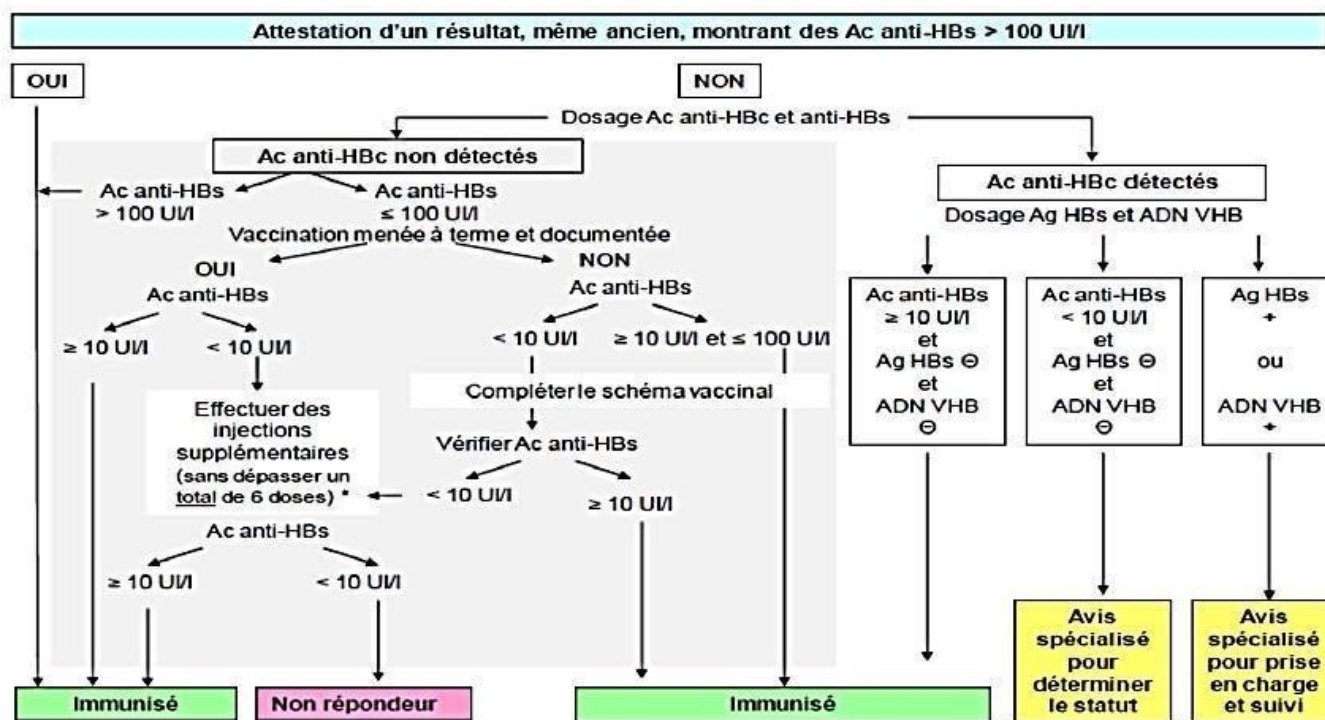 Attestation d'un résultat, même ancien, montrant des Ac anti-HBs > 100 UI/l
OUI
NON
Dosage Ac anti-HBc et anti-HBs
Ac anti-HBc non détectés
Ac anti-HBs
> 100 UI/l
Ac anti-HBs
≤ 100 UI/l
Vaccination menée à terme et documentée
OUI
Ac anti-HBs
≥ 10 UI/l
< 10 UI/l
Effectuer des
injections
supplémentaires
(sans dépasser un
total de 6 doses) *
NON
Ac anti-HBs
< 10 UI/l
≥ 10 UI/l et ≤ 100 UI/l
Compléter le schéma vaccinal
Vérifier Ac anti-HBs
< 10 UI/l
≥ 10 UI/l
Ac anti-HBs
≥ 10 UI/l
< 10 UI/l
Ac anti-HBc détectés
Dosage Ag HBs et ADN VHB
Ac anti-HBs
≥ 10 UI/l
et
Ag HBs ⊖
et
ADN VHB
⊖
Ac anti-HBs
< 10 UI/l
et
Ag HBs ⊖
et
ADN VHB
⊖
Ag HBs
+
ou
ADN VHB
+
Immunisé
Non répondeur
Immunisé
Avis
spécialisé
pour
déterminer
le statut
Avis
spécialisé
pour prise
en charge
et suivi